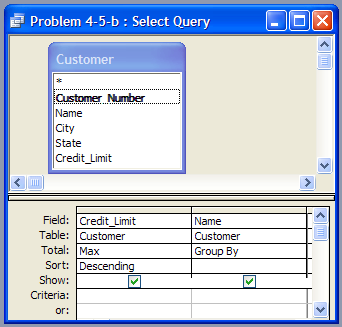 Problem 4-5-b : Select Query
Customer
*
Customer_Number
Name
City
State
Credit_Limit
Field: Credit_Limit Name
Table: Customer Customer
Total: Max Group By
Sort: Descending
Show:
Criteria:
or: